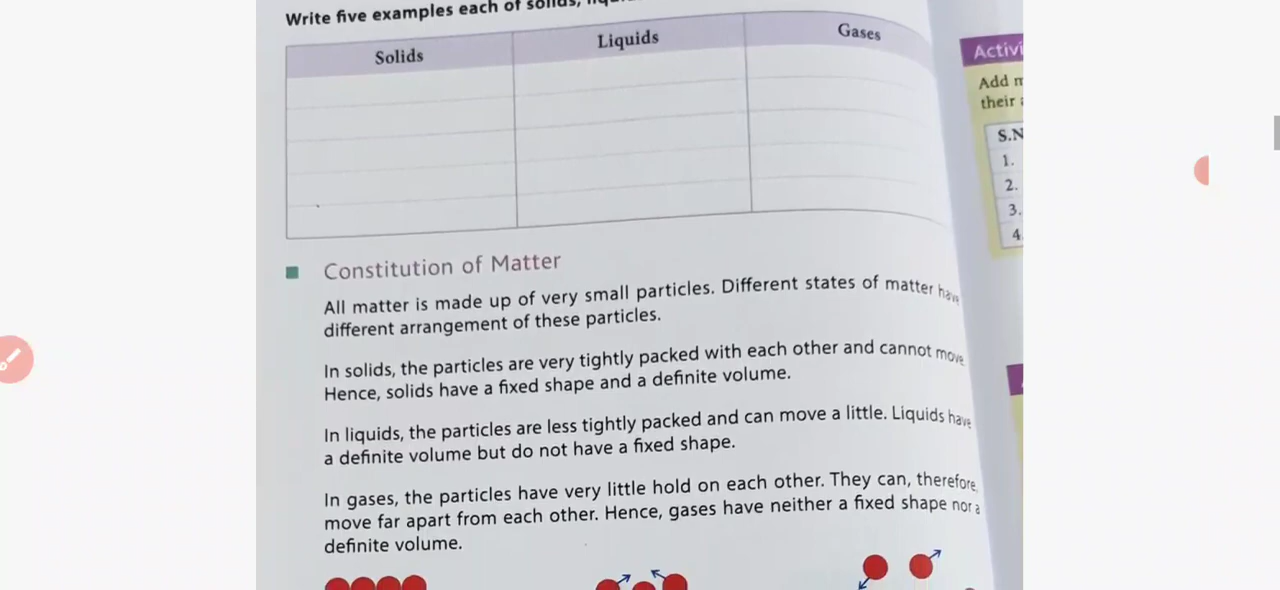 Write five examples each of solids,
Solids Liquids Gases
Constitution of Matter
All matter is made up of very small particles. Different states of matter have
different arrangement of these particles.
In solids, the particles are very tightly packed with each other and cannot move.
Hence, solids have a fixed shape and a definite volume.
In liquids, the particles are less tightly packed and can move a little. Liquids have
a definite volume but do not have a fixed shape.
In gases, the particles have very little hold on each other. They can, therefore,
move far apart from each other. Hence, gases have neither a fixed shape nor a
definite volume.
Add
their
S.N
1.
2.
3.
4